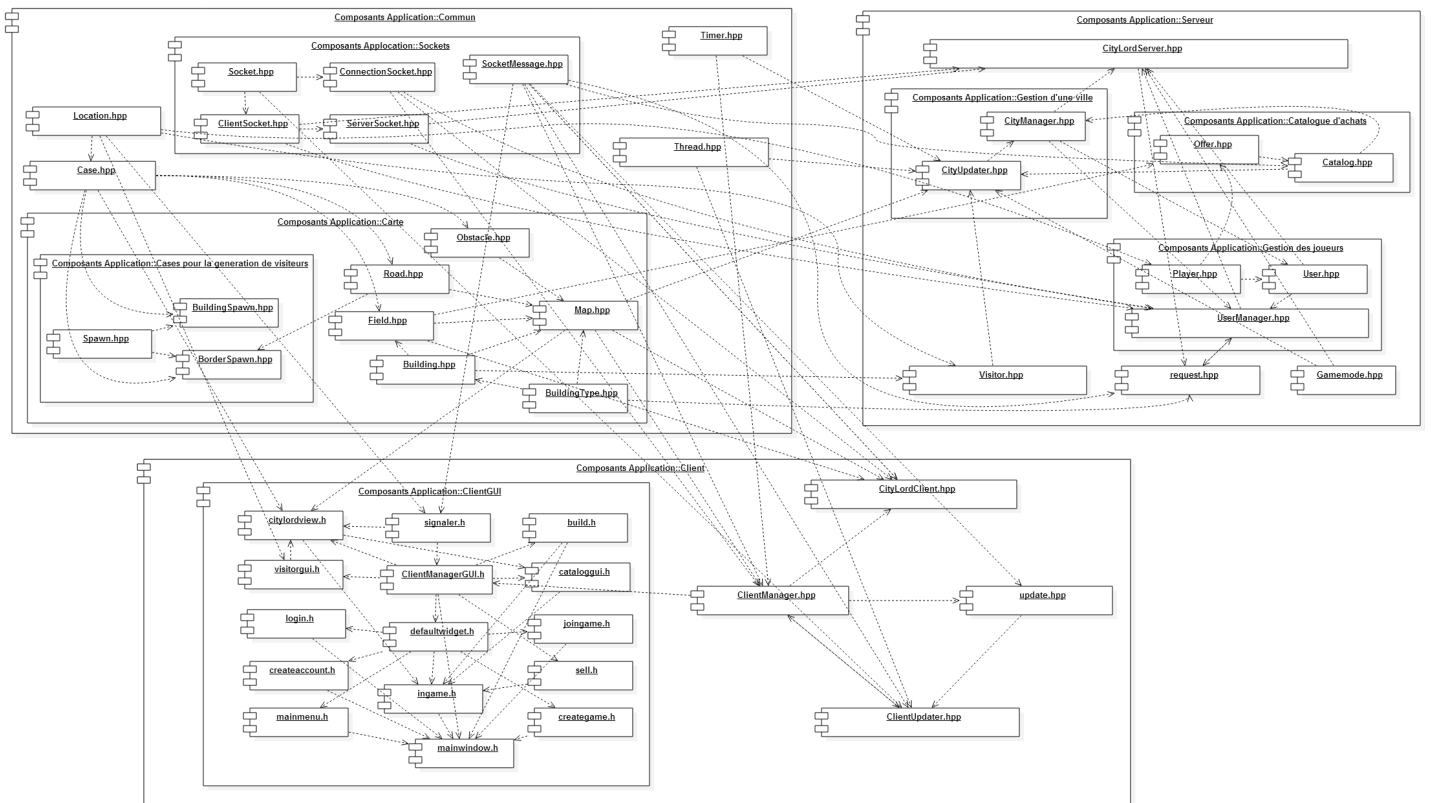 Composants Application::Commun
Composants Applocation::Sockets
Socket.hpp
ConnectionSocket.hpp
SocketMessage.hpp
ClientSocket.hpp
ServerSocket.hpp
Timer.hpp
Thread.hpp
Location.hpp
Case.hpp
Composants Application::Carte
Obstacle.hpp
Composants Application::Cases pour la generation de visiteurs
BuildingSpawn.hpp
Spawn.hpp
BorderSpawn.hpp
Road.hpp
Field.hpp
Map.hpp
Building.hpp
BuildingType.hpp
Composants Application::Serveur
CityLordServer.hpp
Composants Application::Gestion d'une ville
CityManager.hpp
CityUpdater.hpp
Composants Application::Catalogue d'achats
Offer.hpp
Catalog.hpp
Composants Application::Gestion des joueurs
Player.hpp
User.hpp
UserManager.hpp
Visitor.hpp
request.hpp
Gamemode.hpp
Composants Application::Client
Composants Application::ClientGUI
citylordview.h
signaler.h
build.h
visitorgui.h
ClientManagerGUI.h
cataloggui.h
login.h
defaultwidget.h
joingame.h
createaccount.h
sell.h
ingame.h
mainmenu.h
creategame.h
mainwindow.h
CityLordClient.hpp
ClientManager.hpp
update.hpp
ClientUpdater.hpp